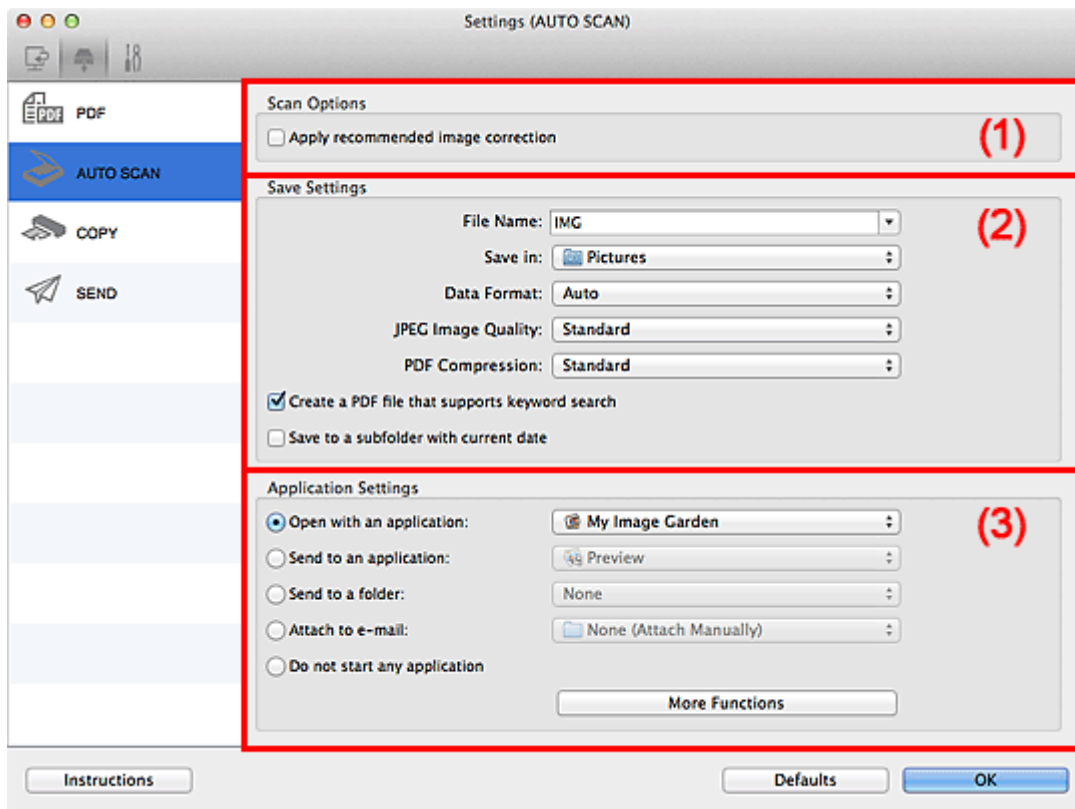 Settings (AUTO SCAN)
PDF
PDF
AUTO SCAN
COPY
SEND
Scan Options
Apply recommended image correction
(1)
Save Settings
(2)
File Name: IMG
Save in: Pictures
Data Format: Auto
JPEG Image Quality: Standard
PDF Compression: Standard
Create a PDF file that supports keyword search
Save to a subfolder with current date
Application Settings
(3)
Open with an application: My Image Garden
Send to an application: Preview
Send to a folder: None
Attach to e-mail: None (Attach Manually)
Do not start any application
More Functions
Instructions
Defaults
OK